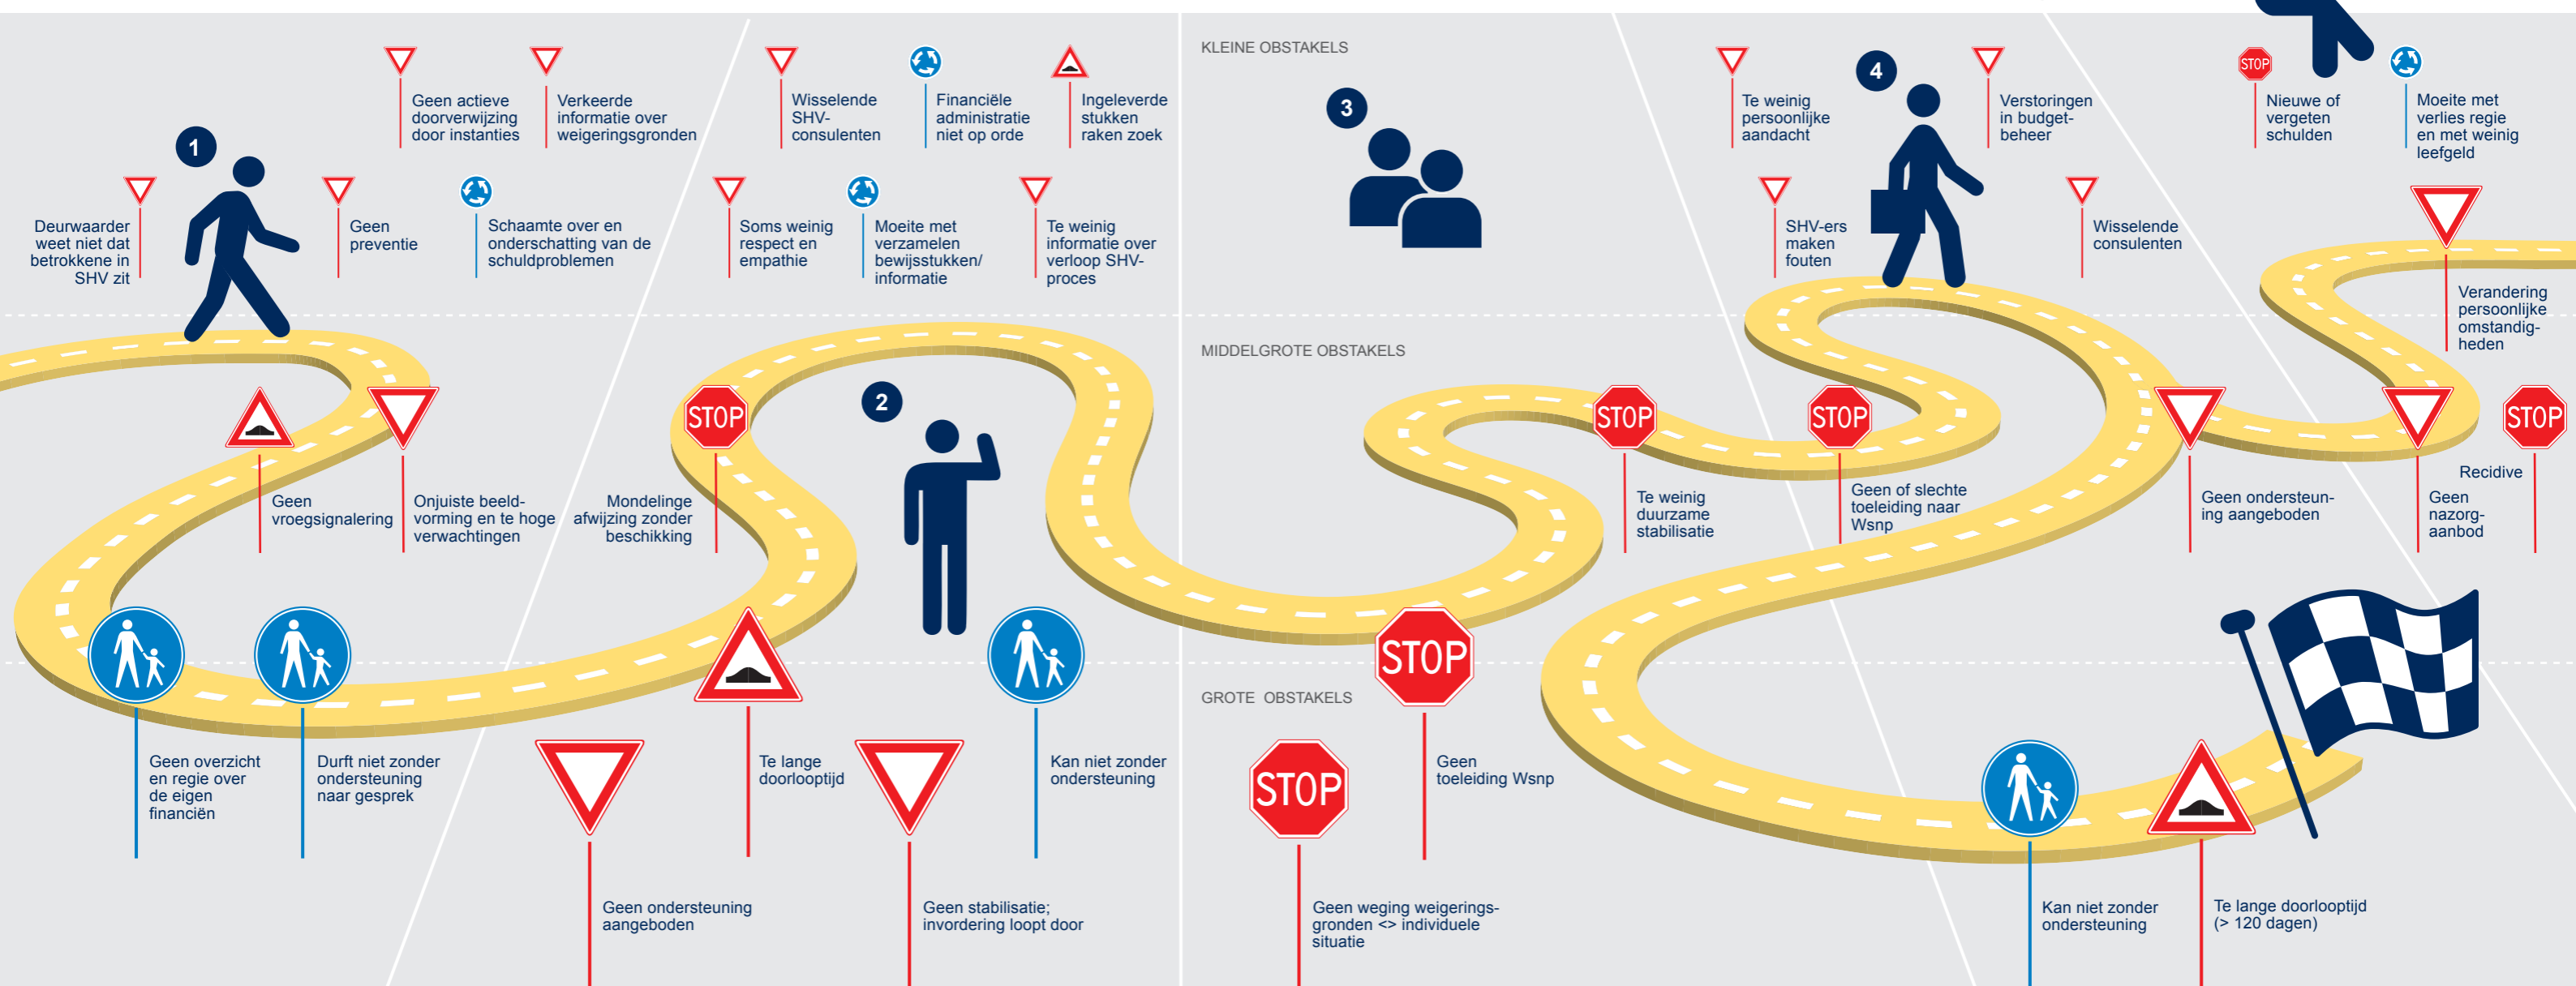 1
Geen actieve
doorverwijzing
door instanties
Verkeerde
informatie over
weigeringsgronden
Deurwaarder
weet niet dat
betrokkene in
SHV zit
Geen
preventie
Schaamte over en
onderschatting van de
schuldproblemen
Geen
vroegsignalering
Onjuiste beeld-
vorming en te hoge
verwachtingen
Geen overzicht
en regie over
de eigen
financiën
Durft niet zonder
ondersteuning
naar gesprek
Wisselende
SHV-
consulenten
Financiële
administratie
niet op orde
Ingeleverde
stukken
raken zoek
Soms weinig
respect en
empathie
Moeite met
verzamelen
bewijsstukken/
informatie
Te weinig
informatie over
verloop SHV-
proces
2
STOP
Mondelinge
afwijzing zonder
beschikking
Te lange
doorlooptijd
Kan niet zonder
ondersteuning
Geen ondersteuning
aangeboden
Geen stabilisatie;
invordering loopt door
KLEINE OBSTAKELS
3
MIDDELGROTE OBSTAKELS
STOP
Te weinig
duurzame
stabilisatie
GROTE OBSTAKELS
STOP
Geen
toeleiding Wsnp
STOP
Geen weging weigerings-
gronden <> individuele
situatie
4
Te weinig
persoonlijke
aandacht
Verstoringen
in budget-
beheer
SHV-ers
maken
fouten
Wisselende
consulenten
STOP
Geen of slechte
toeleiding naar
Wsnp
Geen ondersteun-
ing aangeboden
Kan niet zonder
ondersteuning
Te lange doorlooptijd
(> 120 dagen)
STOP
Nieuwe of
vergeten
schulden
Moeite met
verlies regie
en met weinig
leefgeld
Verandering
persoonlijke
omstandig-
heden
STOP
Recidive
Geen
nazorg-
aanbod